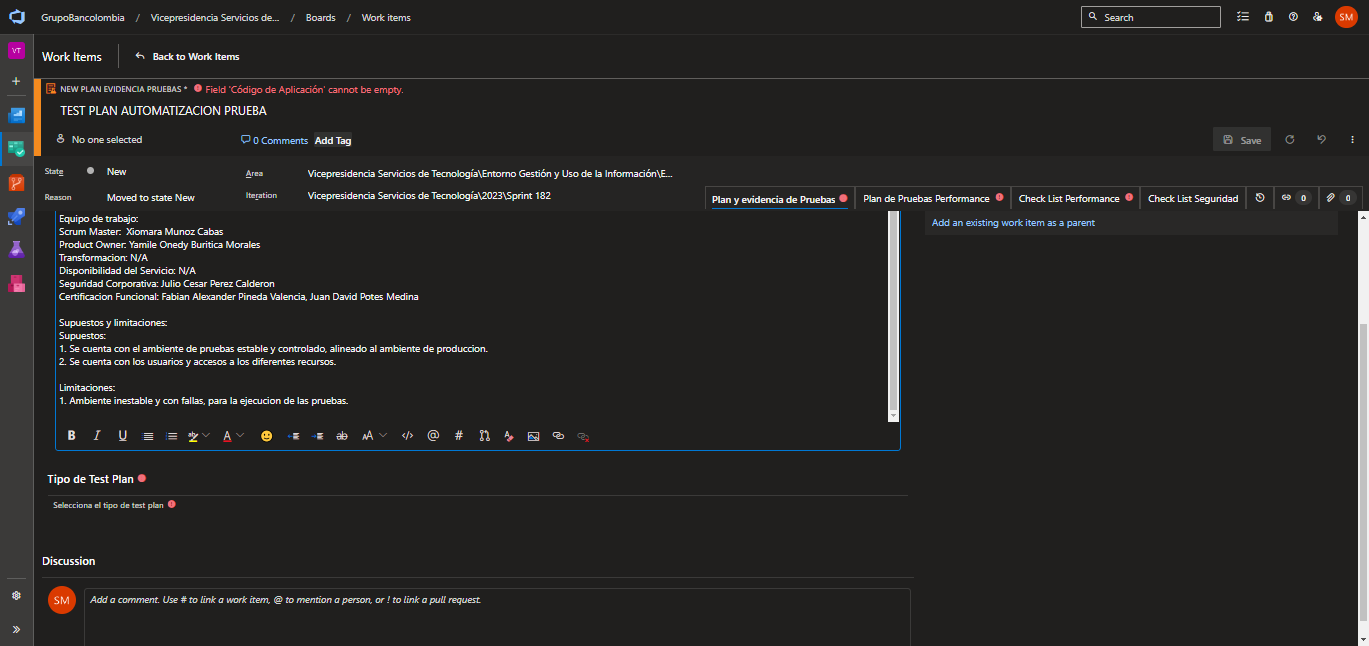 GrupoBancolombia / Vicepresidencia Servicios de... / Boards / Work items
Search
SM
VT
Work Items
Back to Work Items
NEW PLAN EVIDENCIA PRUEBAS * Field 'Código de Aplicación' cannot be empty.
TEST PLAN AUTOMATIZACION PRUEBA
No one selected
0 Comments
Add Tag
Save
State New
Area Vicepresidencia Servicios de Tecnología\Entorno Gestión y Uso de la Información\E...
Reason Moved to state New
Iteration Vicepresidencia Servicios de Tecnología\2023\Sprint 182
Plan y evidencia de Pruebas
Plan de Pruebas Performance
Check List Performance
Check List Seguridad
0
0
Equipo de trabajo:
Scrum Master: Xiomara Munoz Cabas
Product Owner: Yamile Onedy Buritica Morales
Transformacion: N/A
Disponibilidad del Servicio: N/A
Seguridad Corporativa: Julio Cesar Perez Calderon
Certificacion Funcional: Fabian Alexander Pineda Valencia, Juan David Potes Medina
Supuestos y limitaciones:
Supuestos:
1. Se cuenta con el ambiente de pruebas estable y controlado, alineado al ambiente de produccion.
2. Se cuenta con los usuarios y accesos a los diferentes recursos.
Limitaciones:
1. Ambiente inestable y con fallas, para la ejecucion de las pruebas.
Add an existing work item as a parent
Tipo de Test Plan
Selecciona el tipo de test plan
Discussion
SM
Add a comment. Use # to link a work item, @ to mention a person, or ! to link a pull request.